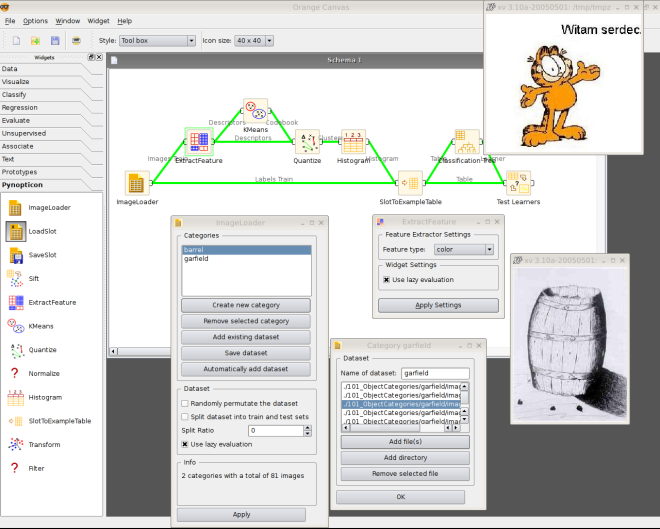 Orange Canvas
File Options Window Widget Help
Style: Tool box Icon size: 40 x 40
Widgets
Data
Visualize
Classify
Regression
Evaluate
Unsupervised
Associate
Text
Prototypes
Pynopticon
ImageLoader
LoadSlot
SaveSlot
Sift
ExtractFeature
KMeans
Quantize
Normalize
Histogram
SlotToExampleTable
Transform
Filter
Schema 1
KMeans
Descriptors
Codebook
Descriptors
ExtractFeature
Quantize
Histogram
Histogram
ImageLoader
Labels Train
SlotToExampleTable
Table
Test Learners
xv 3.10a-20050501: /tmp/tmpz
Witam serdec
ImageLoader
Categories
barrel
garfield
Create new category
Remove selected category
Add existing dataset
Save dataset
Automatically add dataset
Dataset
Randomly permutate the dataset
Split dataset into train and test sets
Split Ratio 0
Use lazy evaluation
Info
2 categories with a total of 81 images
Apply
ExtractFeature
Feature Extractor Settings
Feature type: color
Widget Settings
Use lazy evaluation
Apply Settings
Category garfield
Dataset
Name of dataset: garfield
./101_ObjectCategories/garfield/imag
./101_ObjectCategories/garfield/imag
./101_ObjectCategories/garfield/imag
./101_ObjectCategories/garfield/imag
./101_ObjectCategories/garfield/imag
Add file(s)
Add directory
Remove selected file
OK
xv 3.10a-20050501: